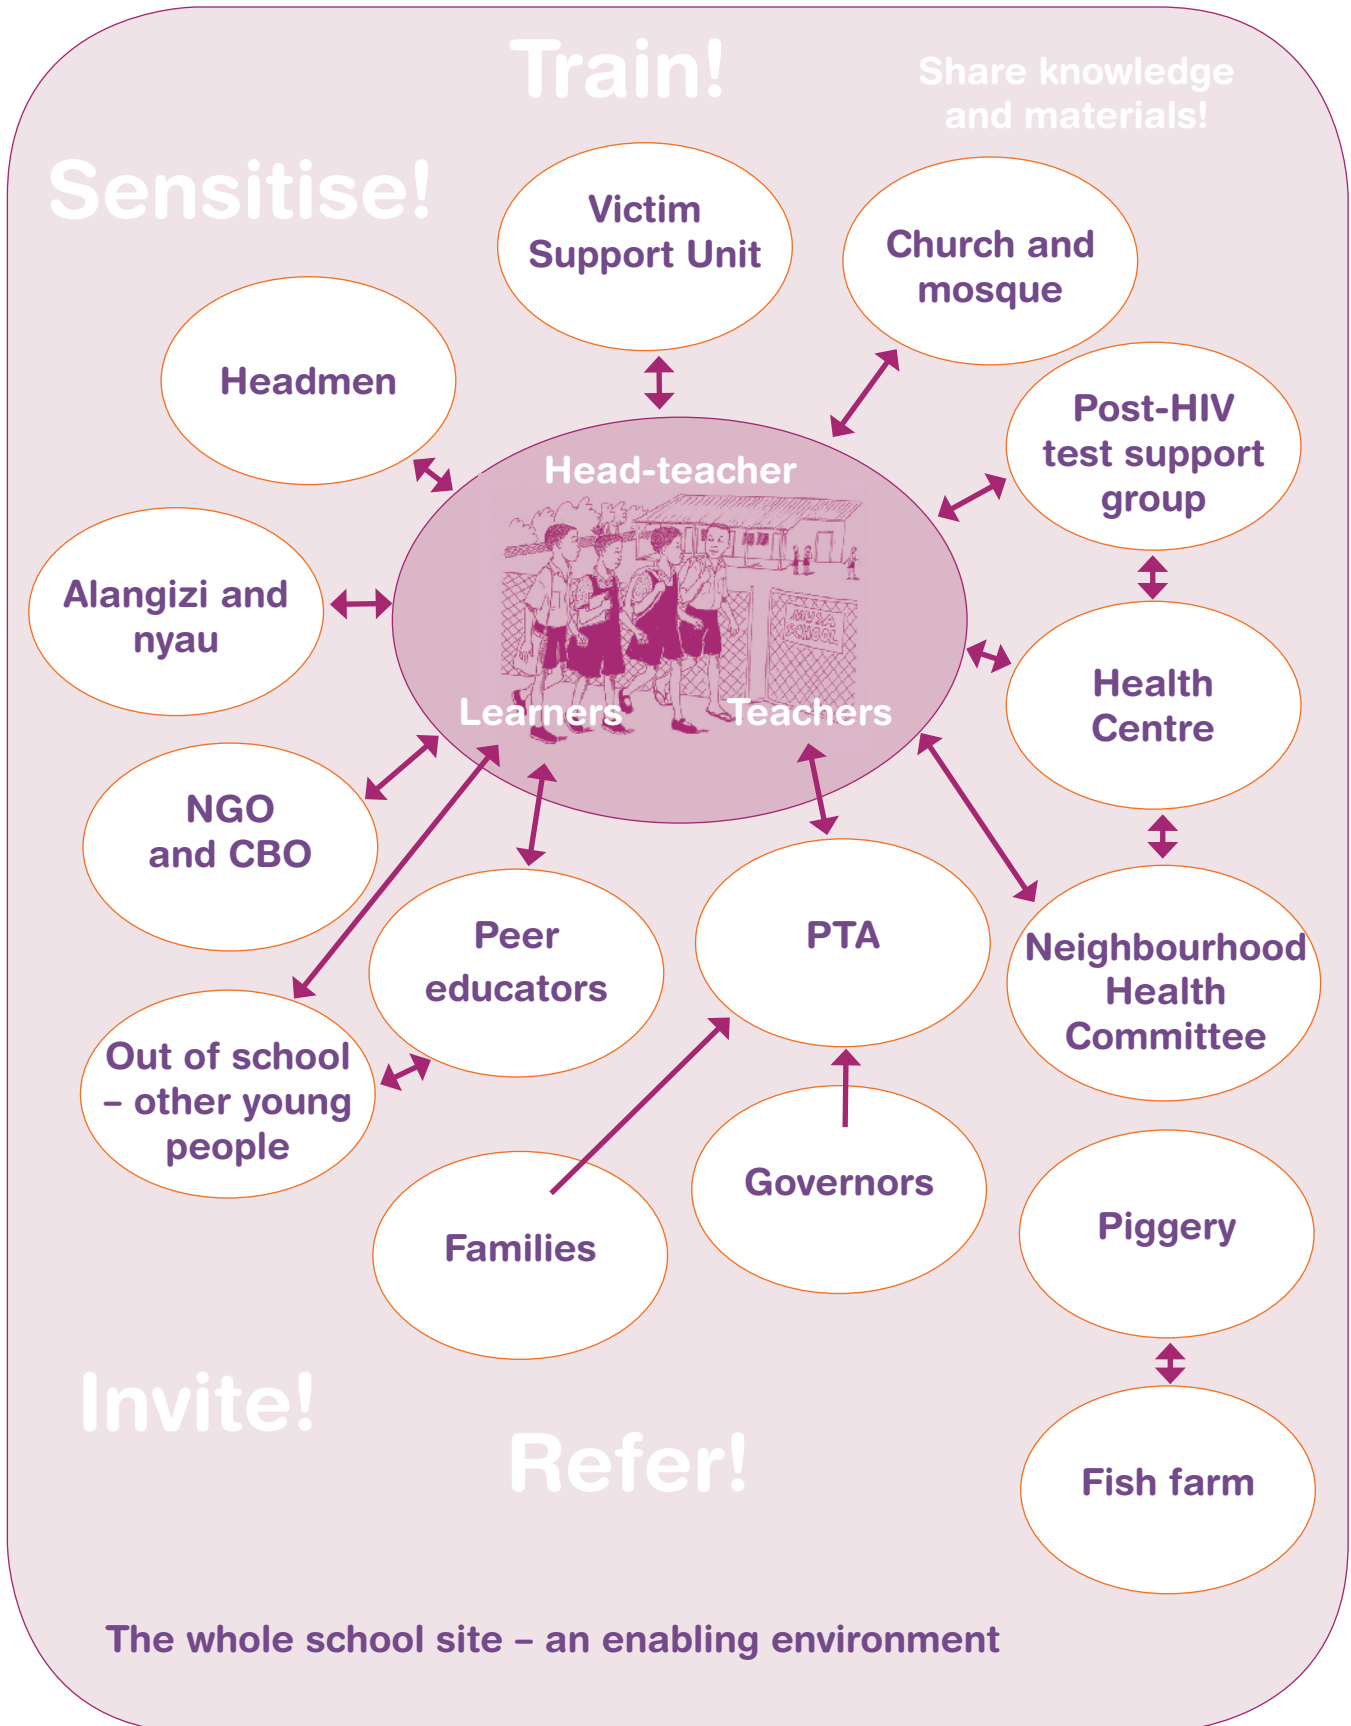 Train!
Share knowledge
and materials!
Sensitise!
Victim
Support Unit
Church and
mosque
Headmen
Post-HIV
test support
group
Head-teacher
Alangizi and
nyau
MUSA
SCHOOL
Health
Centre
Learners
Teachers
NGO
and CBO
Peer
educators
PTA
Neighbourhood
Health
Committee
Out of school
– other young
people
Governors
Piggery
Families
Invite!
Refer!
Fish farm
The whole school site – an enabling environment